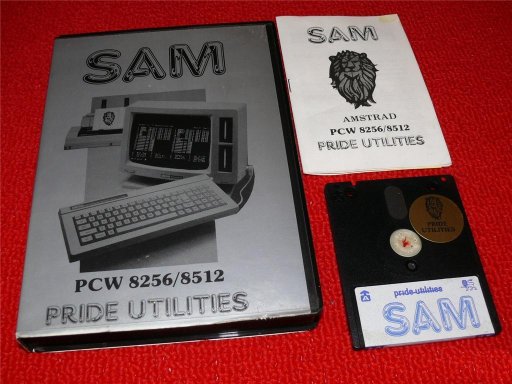 SAM
PCW 8256/8512
PRIDE UTILITIES
SAM
AMSTRAD
PCW 8256/8512
PRIDE UTILITIES
PRIDE
UTILITIES
pride-utilities
SAM